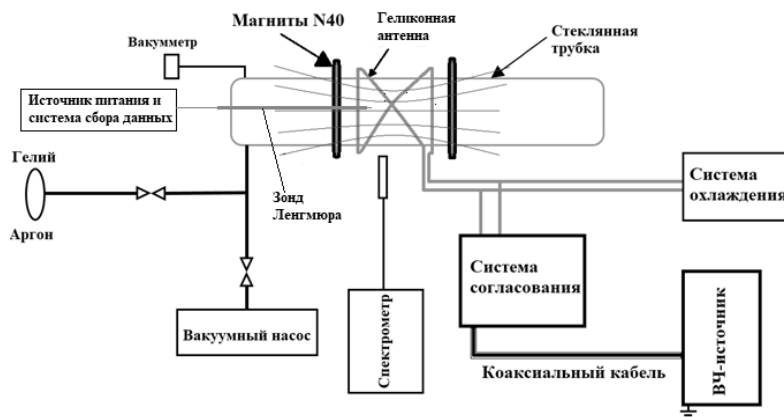 Магниты N40
Геликонная
антенна
Стеклянная
трубка
Вакумметр
Источник питания и
система сбора данных
Гелий
Аргон
Зонд
Ленгмюра
Система
охлаждения
Система
согласования
Вакуумный насос
Спектрометр
Коаксиальный кабель
ВЧ-источник